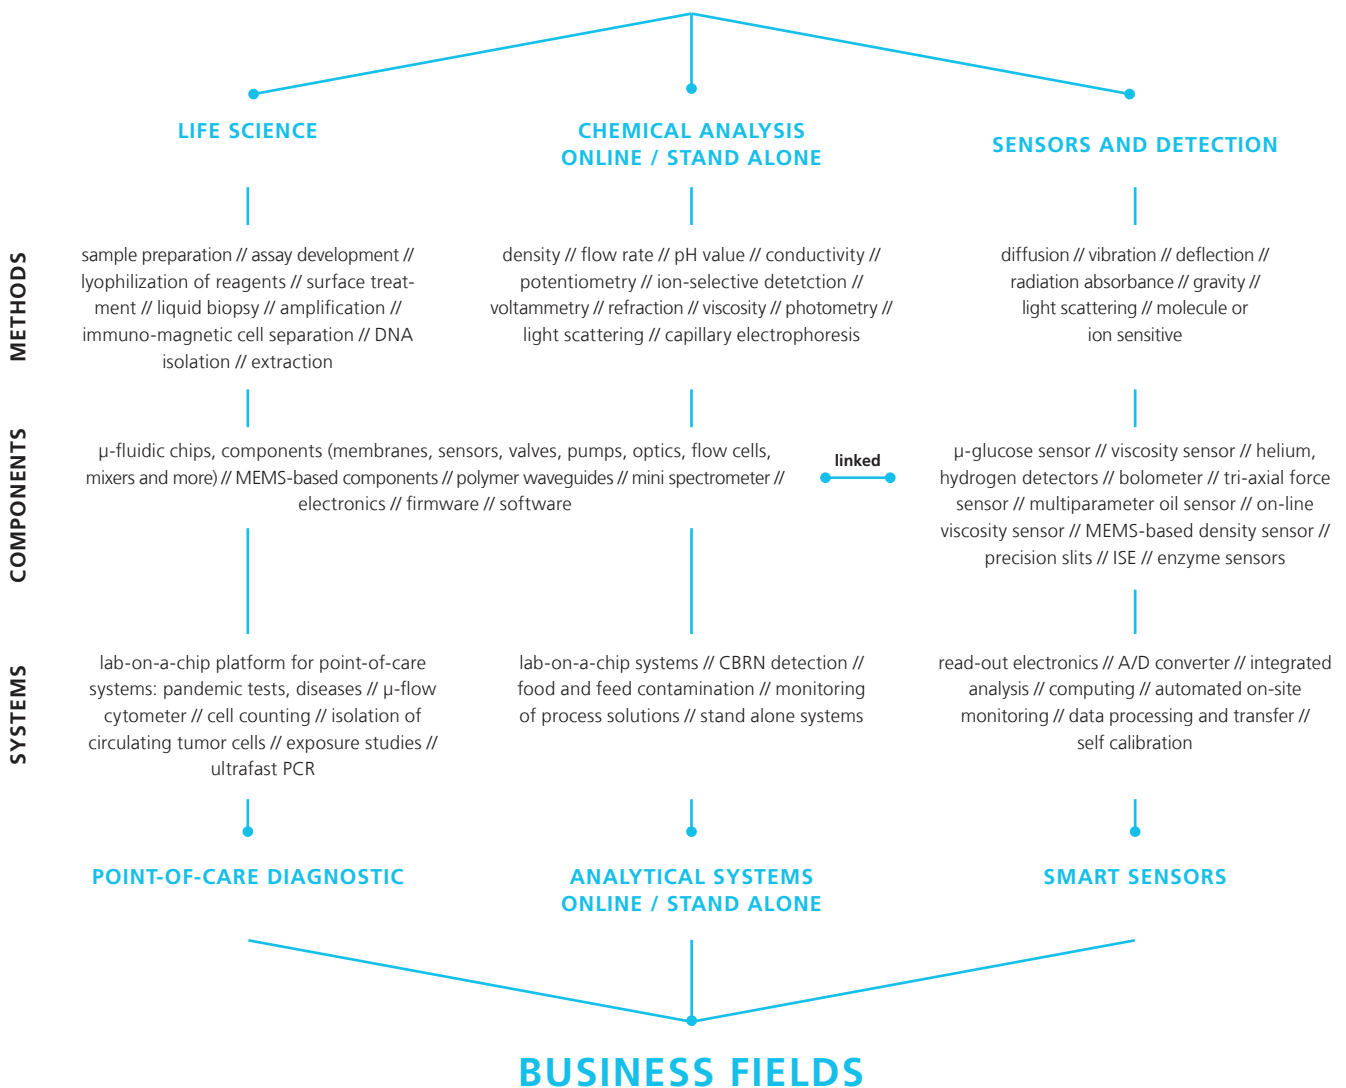 LIFE SCIENCE
CHEMICAL ANALYSIS
ONLINE / STAND ALONE
SENSORS AND DETECTION
METHODS
sample preparation // assay development //
lyophilization of reagents // surface treat-
ment // liquid biopsy // amplification //
immuno-magnetic cell separation // DNA
isolation // extraction
density // flow rate // pH value // conductivity //
potentiometry // ion-selective detetction //
voltammetry // refraction // viscosity // photometry //
light scattering // capillary electrophoresis
diffusion // vibration // deflection //
radiation absorbance // gravity //
light scattering // molecule or
ion sensitive
COMPONENTS
µ-fluidic chips, components (membranes, sensors, valves, pumps, optics, flow cells,
mixers and more) // MEMS-based components // polymer waveguides // mini spectrometer //
electronics // firmware // software
linked
µ-glucose sensor // viscosity sensor // helium,
hydrogen detectors // bolometer // tri-axial force
sensor // multiparameter oil sensor // on-line
viscosity sensor // MEMS-based density sensor //
precision slits // ISE // enzyme sensors
SYSTEMS
lab-on-a-chip platform for point-of-care
systems: pandemic tests, diseases // µ-flow
cytometer // cell counting // isolation of
circulating tumor cells // exposure studies //
ultrafast PCR
lab-on-a-chip systems // CBRN detection //
food and feed contamination // monitoring
of process solutions // stand alone systems
read-out electronics // A/D converter // integrated
analysis // computing // automated on-site
monitoring // data processing and transfer //
self calibration
POINT-OF-CARE DIAGNOSTIC
ANALYTICAL SYSTEMS
ONLINE / STAND ALONE
SMART SENSORS
BUSINESS FIELDS